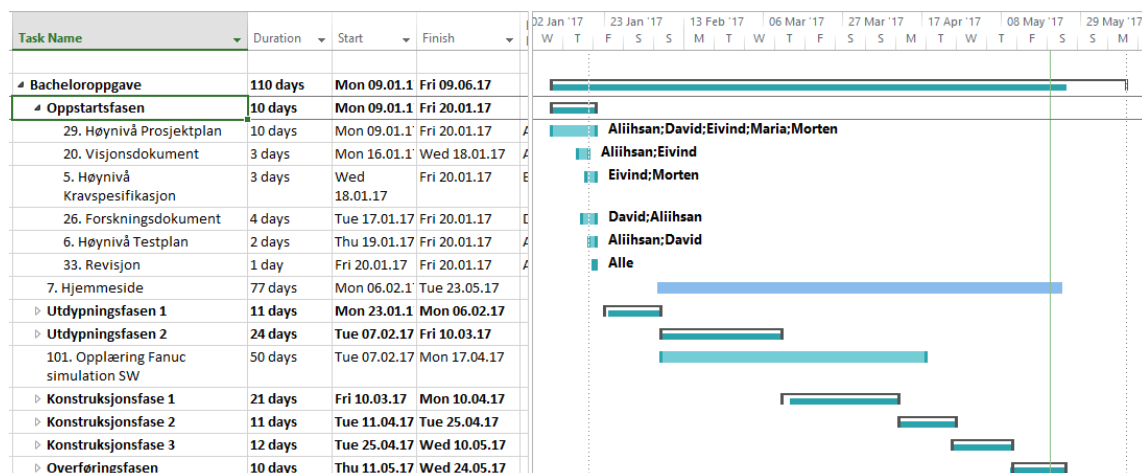 02 Jan '17 23 Jan '17 13 Feb '17 06 Mar '17 27 Mar '17 17 Apr '17 08 May '17 29 May '17
Task Name Duration Start Finish W T F S S M T W T F S S M T W T F S S M
Bacheloroppgave 110 days Mon 09.01.1 Fri 09.06.17
Oppstartsfasen 10 days Mon 09.01.1 Fri 20.01.17
29. Høynivå Prosjektplan 10 days Mon 09.01.1 Fri 20.01.17 Aliihsan;David;Eivind;Maria;Morten
20. Visjonsdokument 3 days Mon 16.01.1 Wed 18.01.17 Aliihsan;Eivind
5. Høynivå 3 days Wed Fri 20.01.17 Eivind;Morten
Kravspesifikasjon 18.01.17
26. Forskningsdokument 4 days Tue 17.01.17 Fri 20.01.17 David;Aliihsan
6. Høynivå Testplan 2 days Thu 19.01.17 Fri 20.01.17 Aliihsan;David
33. Revisjon 1 day Fri 20.01.17 Fri 20.01.17 Alle
7. Hjemmeside 77 days Mon 06.02.1 Tue 23.05.17
Utdypningsfasen 1 11 days Mon 23.01.1 Mon 06.02.17
Utdypningsfasen 2 24 days Tue 07.02.17 Fri 10.03.17
101. Opplæring Fanuc 50 days Tue 07.02.17 Mon 17.04.17
simulation SW
Konstruksjonsfase 1 21 days Fri 10.03.17 Mon 10.04.17
Konstruksjonsfase 2 11 days Tue 11.04.17 Tue 25.04.17
Konstruksjonsfase 3 12 days Tue 25.04.17 Wed 10.05.17
Overføringsfasen 10 days Thu 11.05.17 Wed 24.05.17